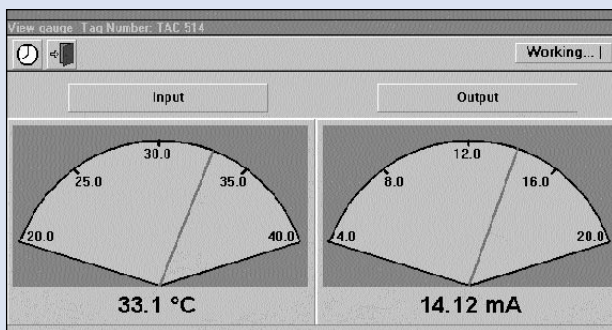 View gauge Tag Number: TAC 514
Working... |
Input
Output
30.0
25.0
35.0
20.0
40.0
33.1 °C
12.0
8.0
16.0
4.0
20.0
14.12 mA